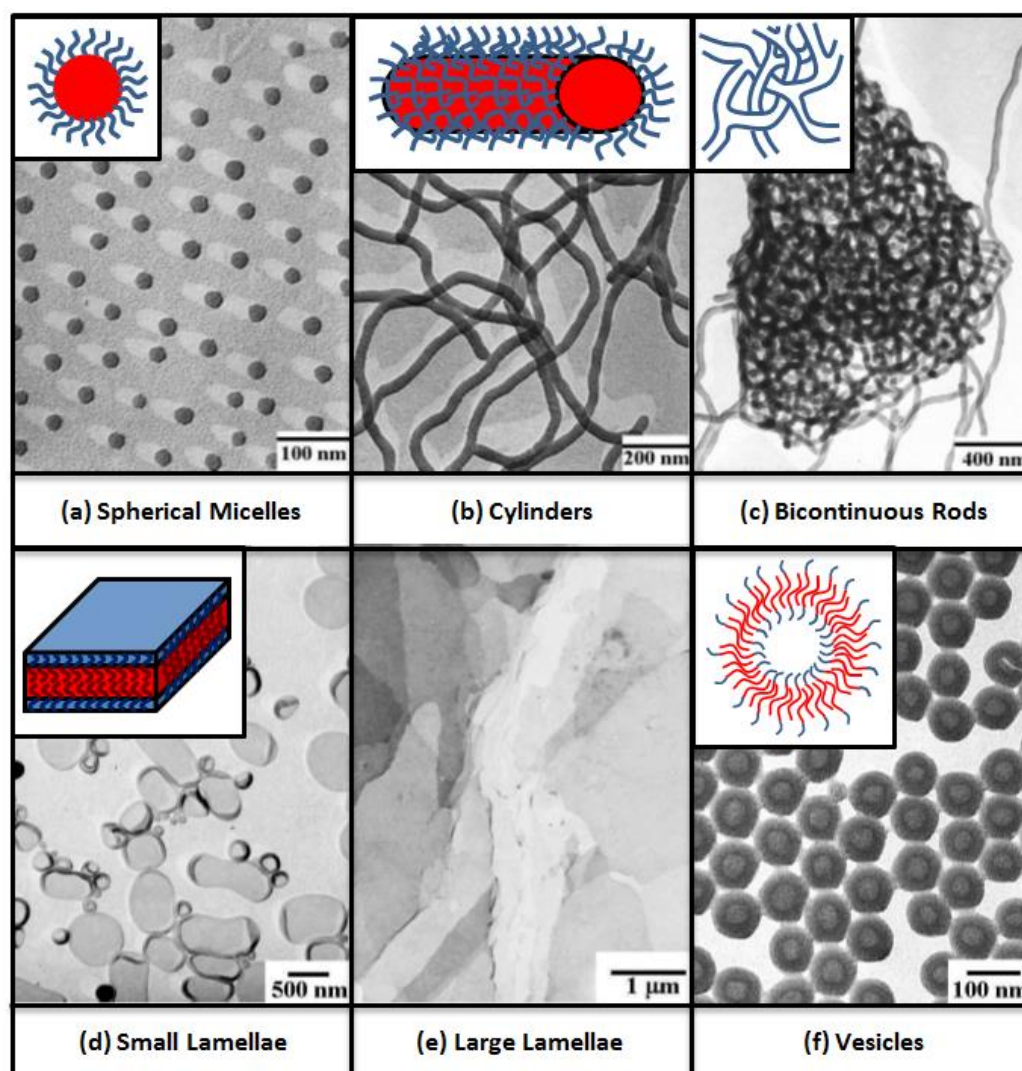 100 nm
200 nm
400 nm
(a) Spherical Micelles
(b) Cylinders
(c) Bicontinuous Rods
500 nm
1 μm
100 nm
(d) Small Lamellae
(e) Large Lamellae
(f) Vesicles